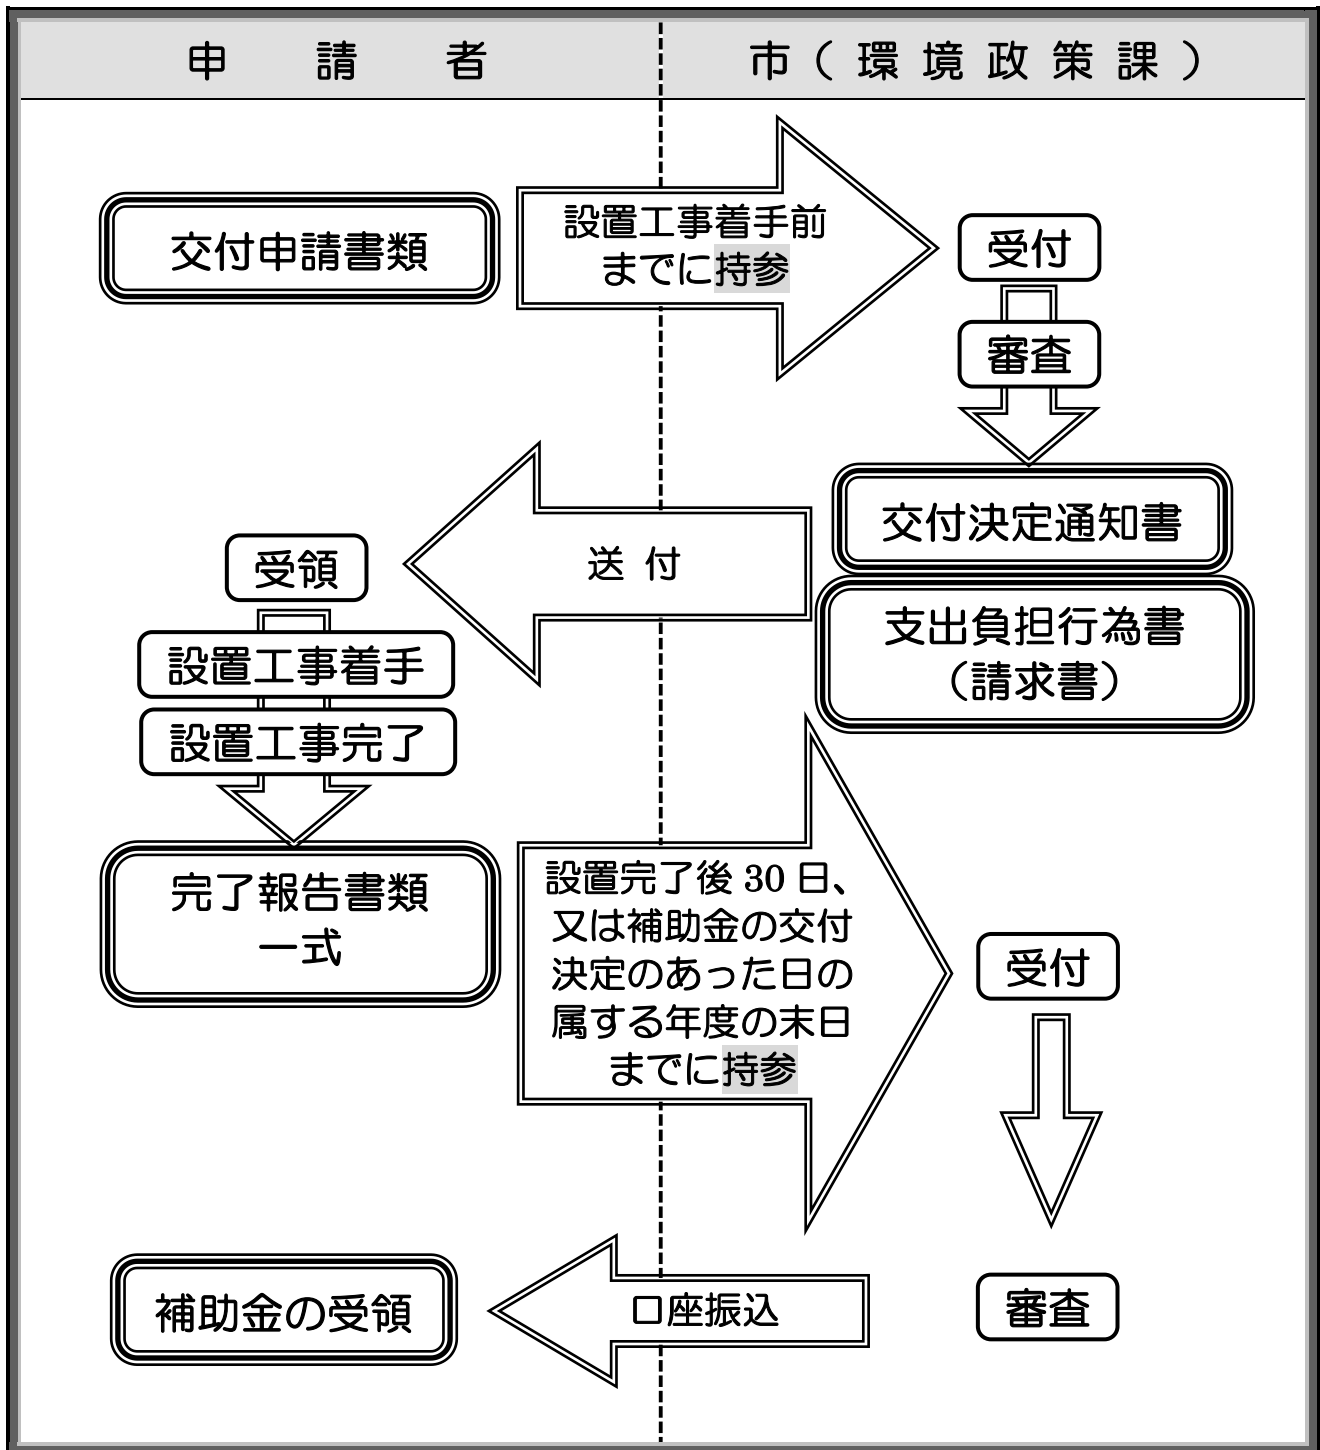 申請者
市(環境政策課)
交付申請書類
設置工事着手前
までに持参
受付
審査
交付決定通知書
支出負担行為書
(請求書)
送付
受領
設置工事着手
設置工事完了
完了報告書類
一式
設置完了後 30 日、
又は補助金の交付
決定のあった日の
属する年度の末日
までに持参
受付
審査
口座振込
補助金の受領